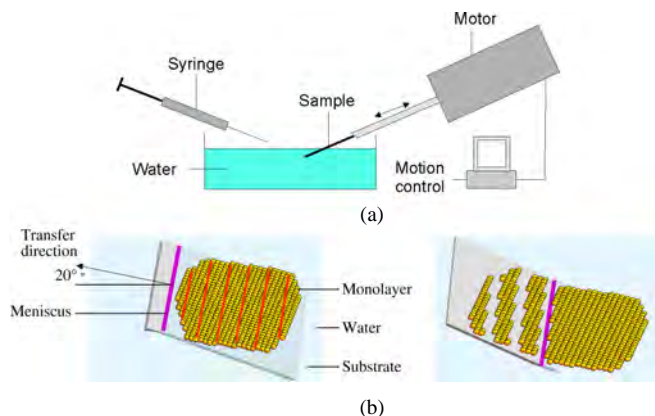 Motor
Syringe
Sample
Water
Motion
control
(a)
Transfer
direction
20°
Meniscus
Monolayer
Water
Substrate
(b)